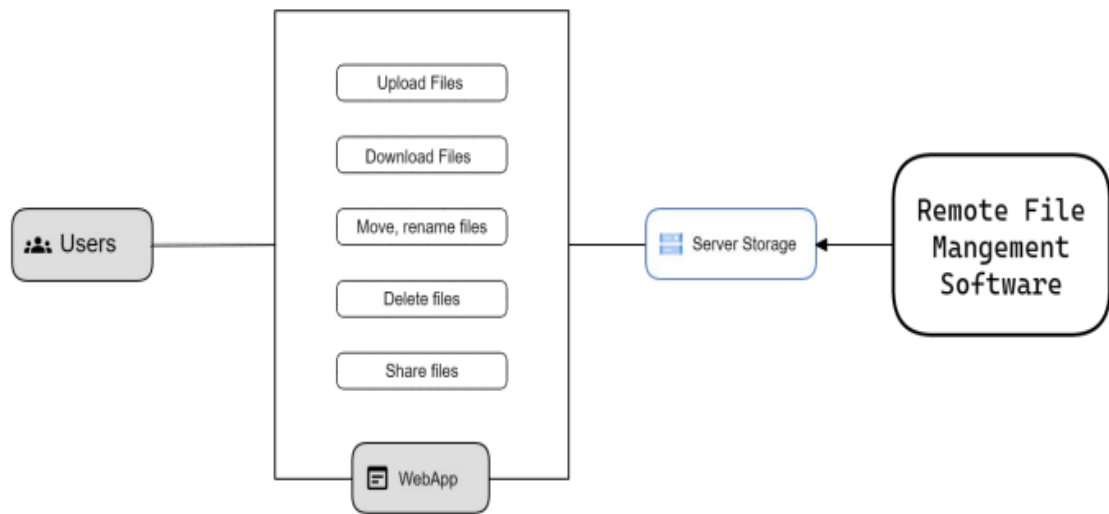 Upload Files
Download Files
Move, rename files
Delete files
Share files
WebApp
Users
Server Storage
Remote File
Mangement
Software